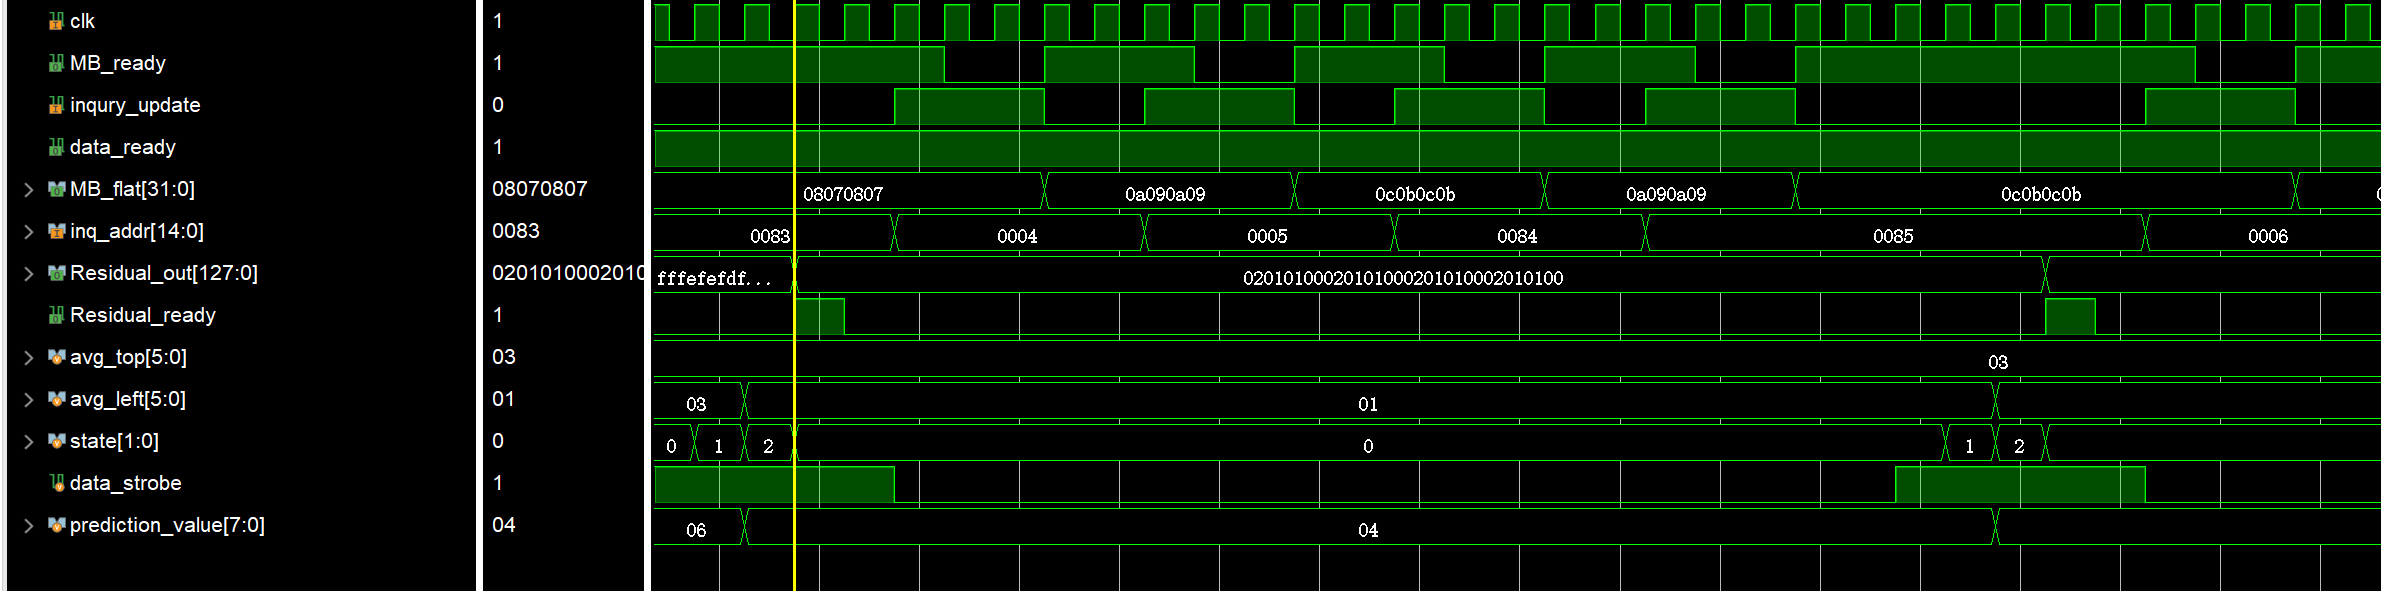 clk 1
MB_ready 1
inqury_update 0
data_ready 1
MB_flat[31:0] 08070807 08070807 0a090a09 0c0b0c0b 0a090a09 0c0b0c0b
inq_addr[14:0] 0083 0083 0004 0005 0084 0085 0006
Residual_out[127:0] 0201010002010 fffefefdf... 02010100020101000201010002010100
Residual_ready 1
avg_top[5:0] 03 03
avg_left[5:0] 01 03 01
state[1:0] 0 0 1 2 0 1 2
data_strobe 1
prediction_value[7:0] 04 06 04